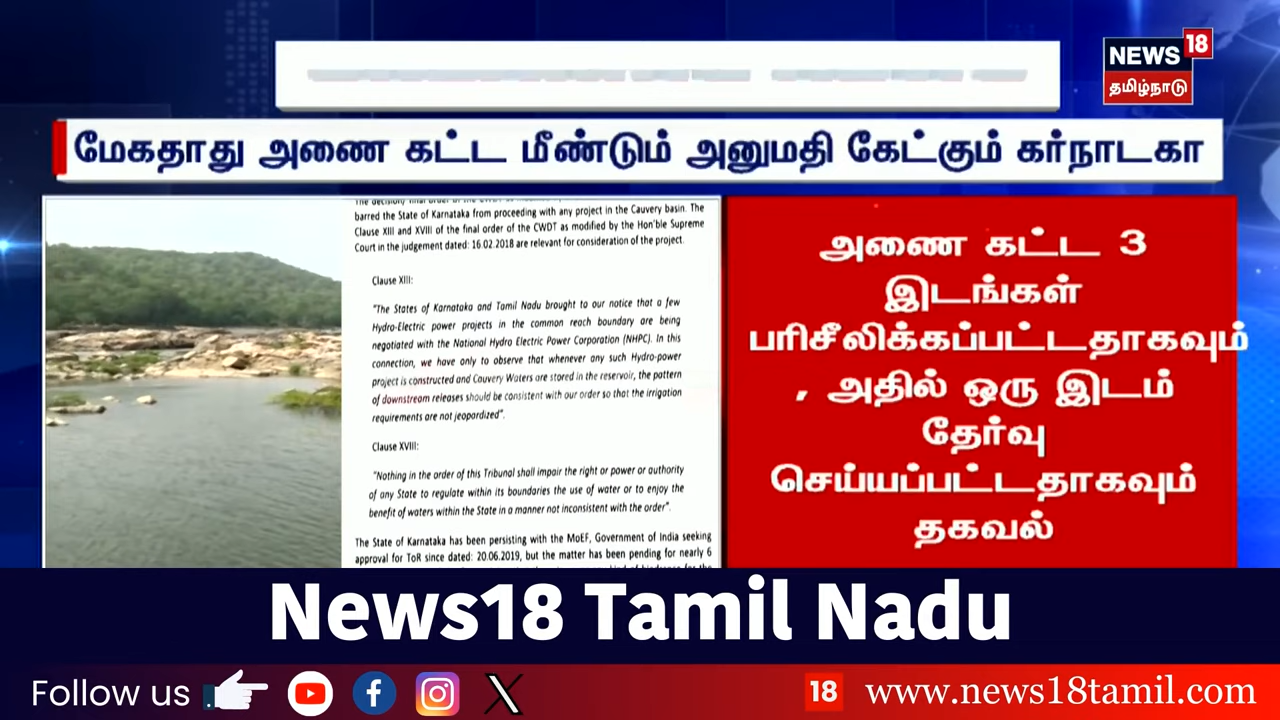 NEWS 18
தமிழ்நாடு
மேகதாது அணை கட்ட மீண்டும் அனுமதி கேட்கும் கர்நாடகா
barred the State of Karnataka from proceeding with any project in the Cauvery basin. The
Clause XIII and XVIII of the final order of the CWDT as modified by the Hon'ble Supreme
Court in the judgement dated: 16.02.2018 are relevant for consideration of the project.
Clause XIII:
"The States of Karnataka and Tamil Nadu brought to our notice that a few
Hydro-Electric power projects in the common reach boundary are being
negotiated with the National Hydro Electric Power Corporation (NHPC). In this
connection, we have only to observe that whenever any such Hydro-power
project is constructed and Cauvery Waters are stored in the reservoir, the pattern
of downstream releases should be consistent with our order so that the irrigation
requirements are not jeopardized".
Clause XVIII:
"Nothing in the order of this Tribunal shall impair the right or power or authority
of any State to regulate within its boundaries the use of water or to enjoy the
benefit of waters within the State in a manner not inconsistent with the order".
The State of Karnataka has been persisting with the MoEF, Government of India seeking
approval for ToR since dated: 20.06.2019, but the matter has been pending for nearly 6
அணை கட்ட 3
இடங்கள்
பரிசீலிக்கப்பட்டதாகவும்
, அதில் ஒரு இடம்
தேர்வு
செய்யப்பட்டதாகவும்
தகவல்
News18 Tamil Nadu
Follow us
18 www.news18tamil.com